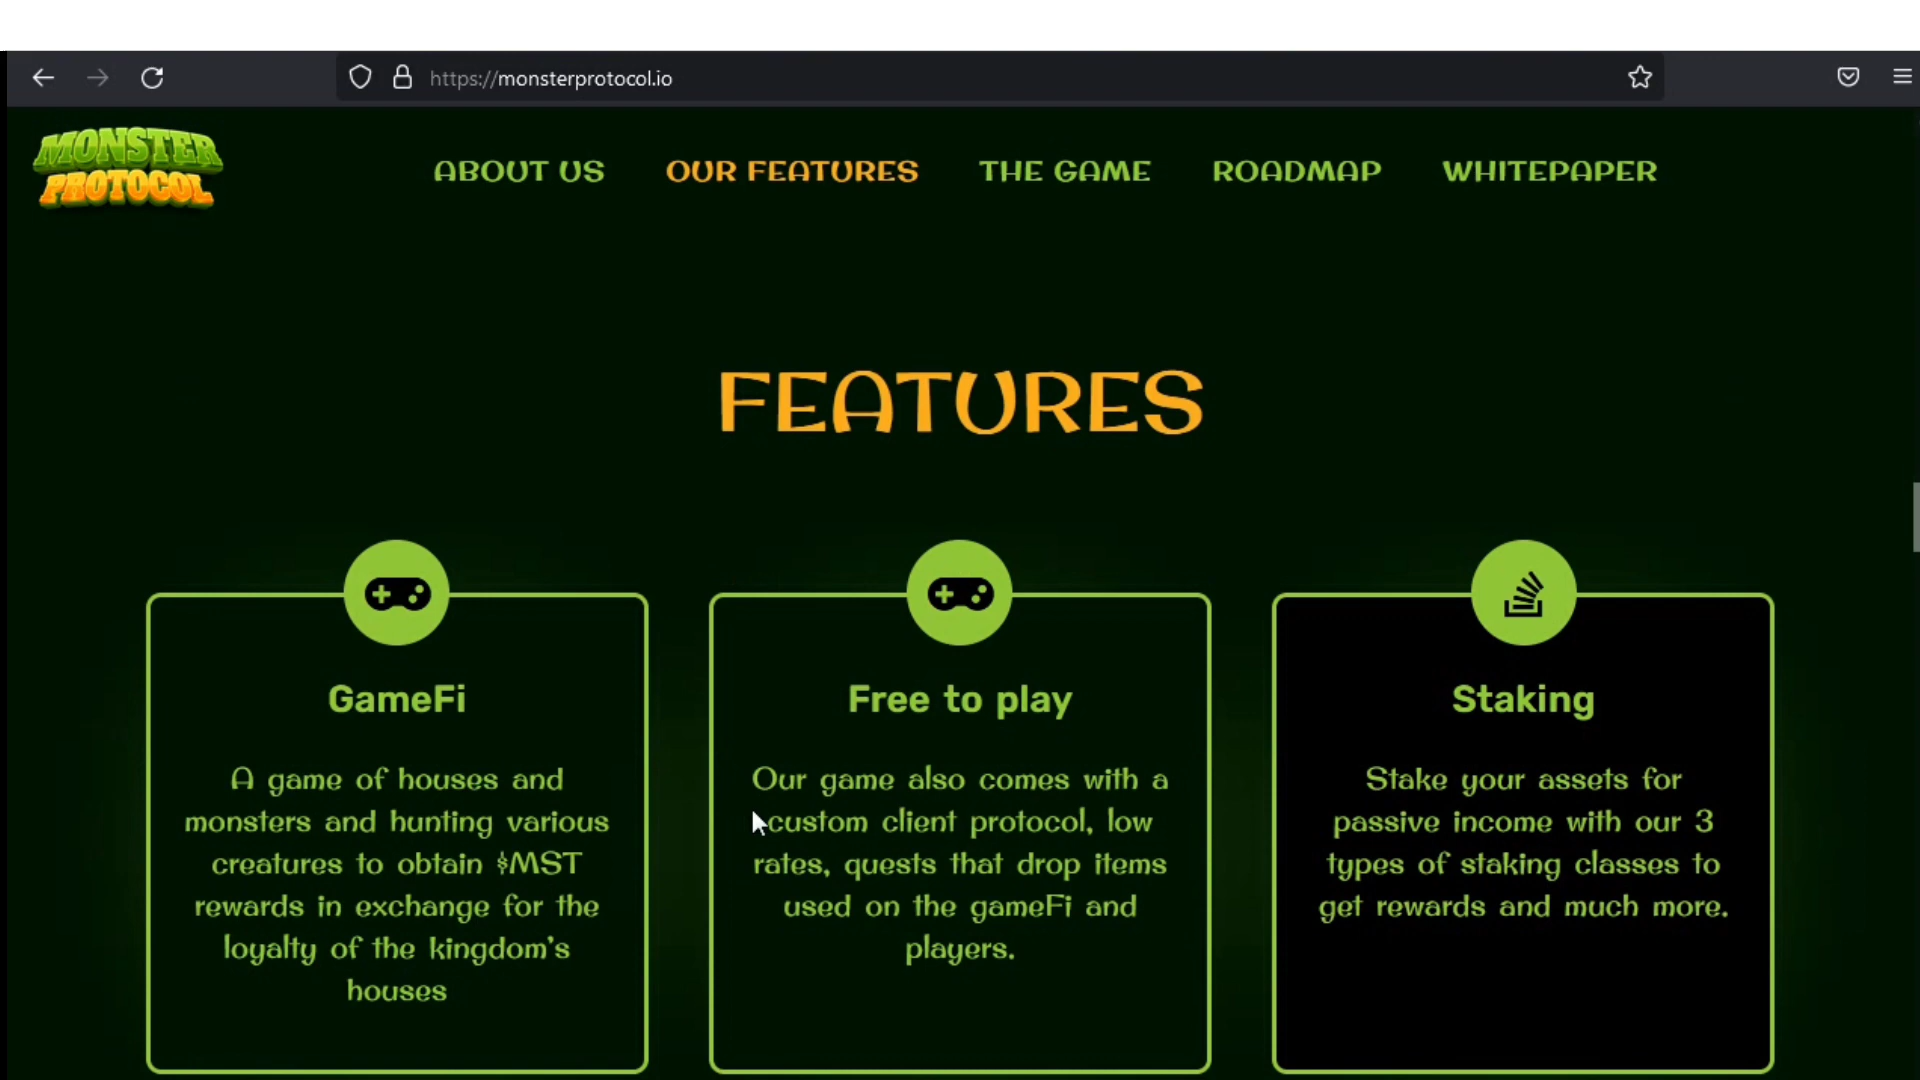 https://monsterprotocol.io
MONSTER
PROTOCOL
ABOUT US
OUR FEATURES
THE GAME
ROADMAP
WHITEPAPER
FEATURES
GameFi
A game of houses and
monsters and hunting various
creatures to obtain $MST
rewards in exchange for the
loyalty of the kingdom's
houses
Free to play
Our game also comes with a
custom client protocol, low
rates, quests that drop items
used on the gameFi and
players.
Staking
Stake your assets for
passive income with our 3
types of staking classes to
get rewards and much more.